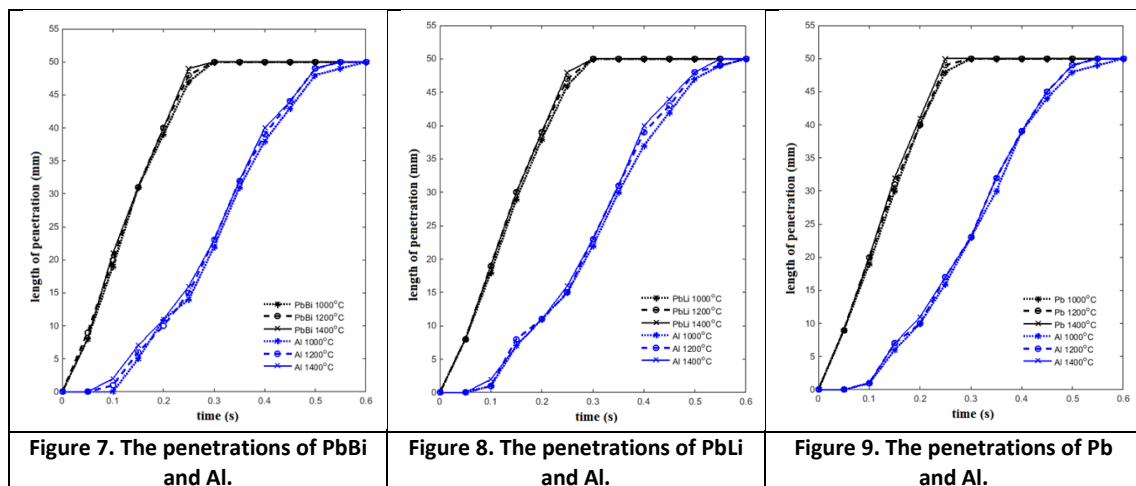 55
50
45
40
35
30
25
20
15
10
5
0
length of penetration (mm)
PbBi 1000°C
PbBi 1200°C
PbBi 1400°C
Al 1000°C
Al 1200°C
Al 1400°C
0 0.1 0.2 0.3 0.4 0.5 0.6
time (s)
Figure 7. The penetrations of PbBi
and Al.
55
50
45
40
35
30
25
20
15
10
5
0
length of penetration (mm)
PbLi 1000°C
PbLi 1200°C
PbLi 1400°C
Al 1000°C
Al 1200°C
Al 1400°C
0 0.1 0.2 0.3 0.4 0.5 0.6
time (s)
Figure 8. The penetrations of PbLi
and Al.
55
50
45
40
35
30
25
20
15
10
5
0
length of penetration (mm)
Pb 1000°C
Pb 1200°C
Pb 1400°C
Al 1000°C
Al 1200°C
Al 1400°C
0 0.1 0.2 0.3 0.4 0.5 0.6
time (s)
Figure 9. The penetrations of Pb
and Al.